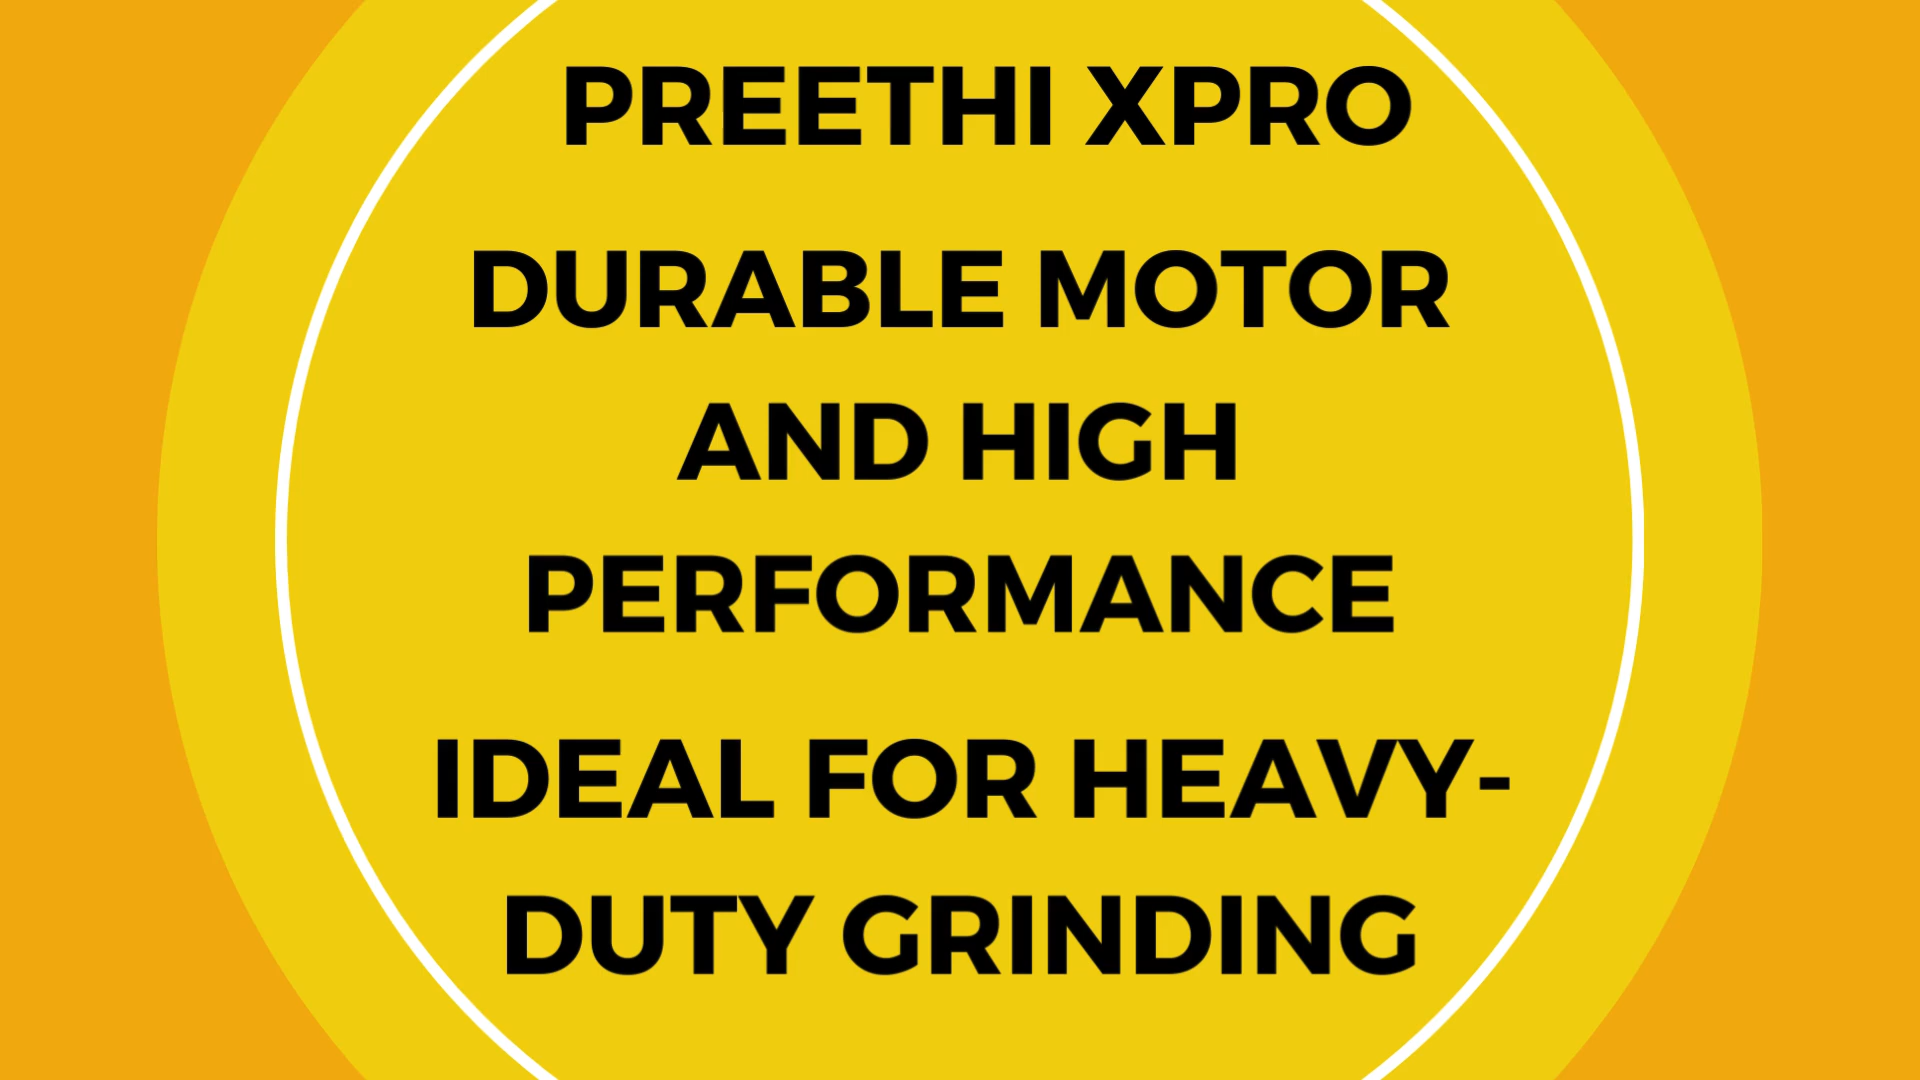 PREETHI XPRO
DURABLE MOTOR
AND HIGH
PERFORMANCE
IDEAL FOR HEAVY-
DUTY GRINDING